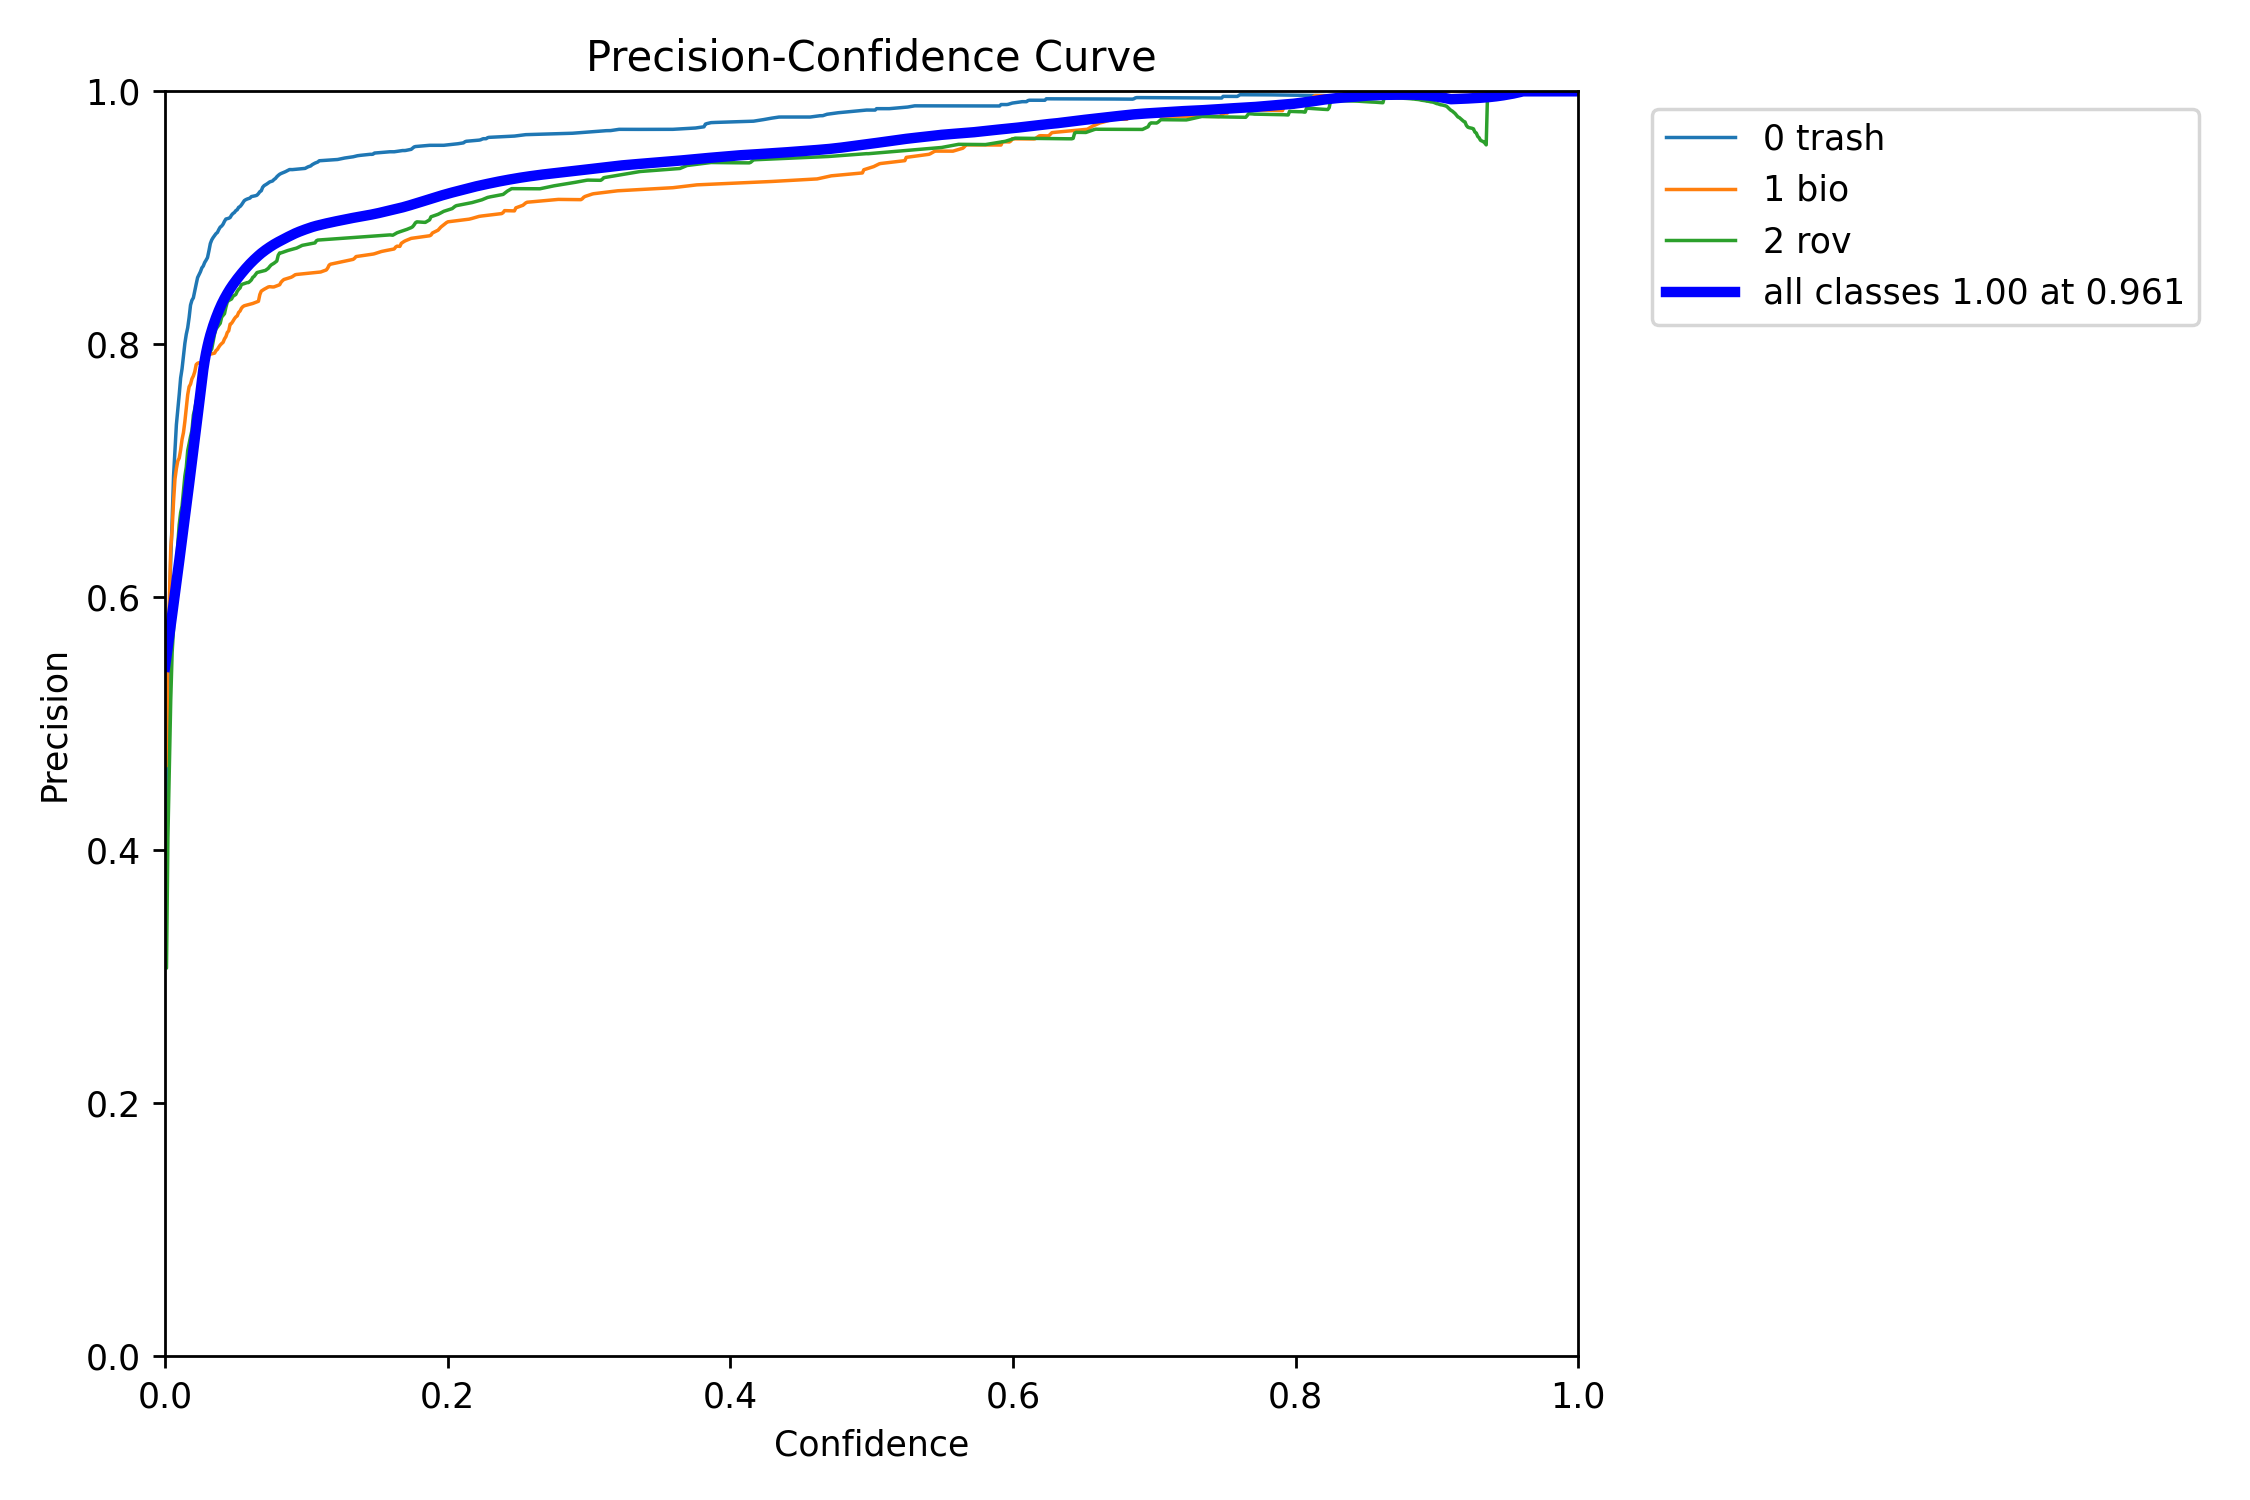 Precision-Confidence Curve
1.0
0.8
0.6
0.4
0.2
0.0
Precision
0.0 0.2 0.4 0.6 0.8 1.0
Confidence
0 trash
1 bio
2 rov
all classes 1.00 at 0.961